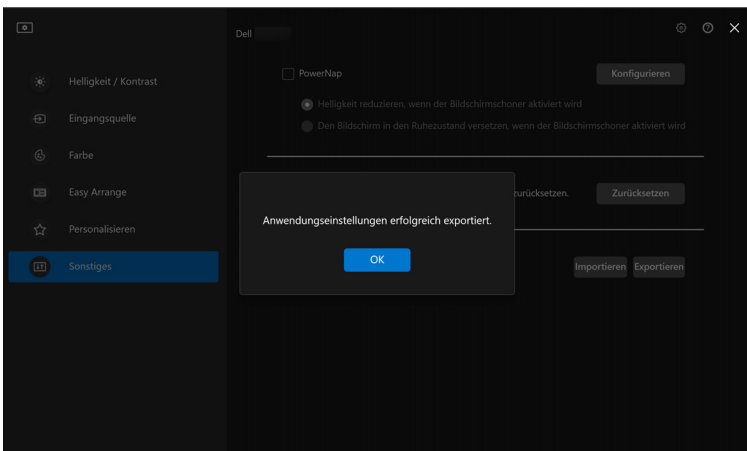 Dell
PowerNap
Konfigurieren
Helligkeit / Kontrast
Helligkeit reduzieren, wenn der Bildschirmschoner aktiviert wird
Eingangsquelle
Den Bildschirm in den Ruhezustand versetzen, wenn der Bildschirmschoner aktiviert wird
Farbe
Easy Arrange
zurücksetzen.
Zurücksetzen
Anwendungseinstellungen erfolgreich exportiert.
Personalisieren
OK
Sonstiges
Importieren
Exportieren